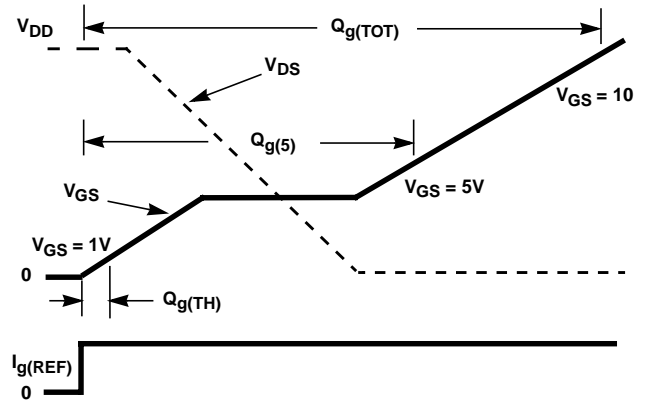 V_DD
Q_g(TOT)
V_DS
V_GS = 10
Q_g(5)
V_GS
V_GS = 5V
V_GS = 1V
0
Q_g(TH)
I_g(REF)
0